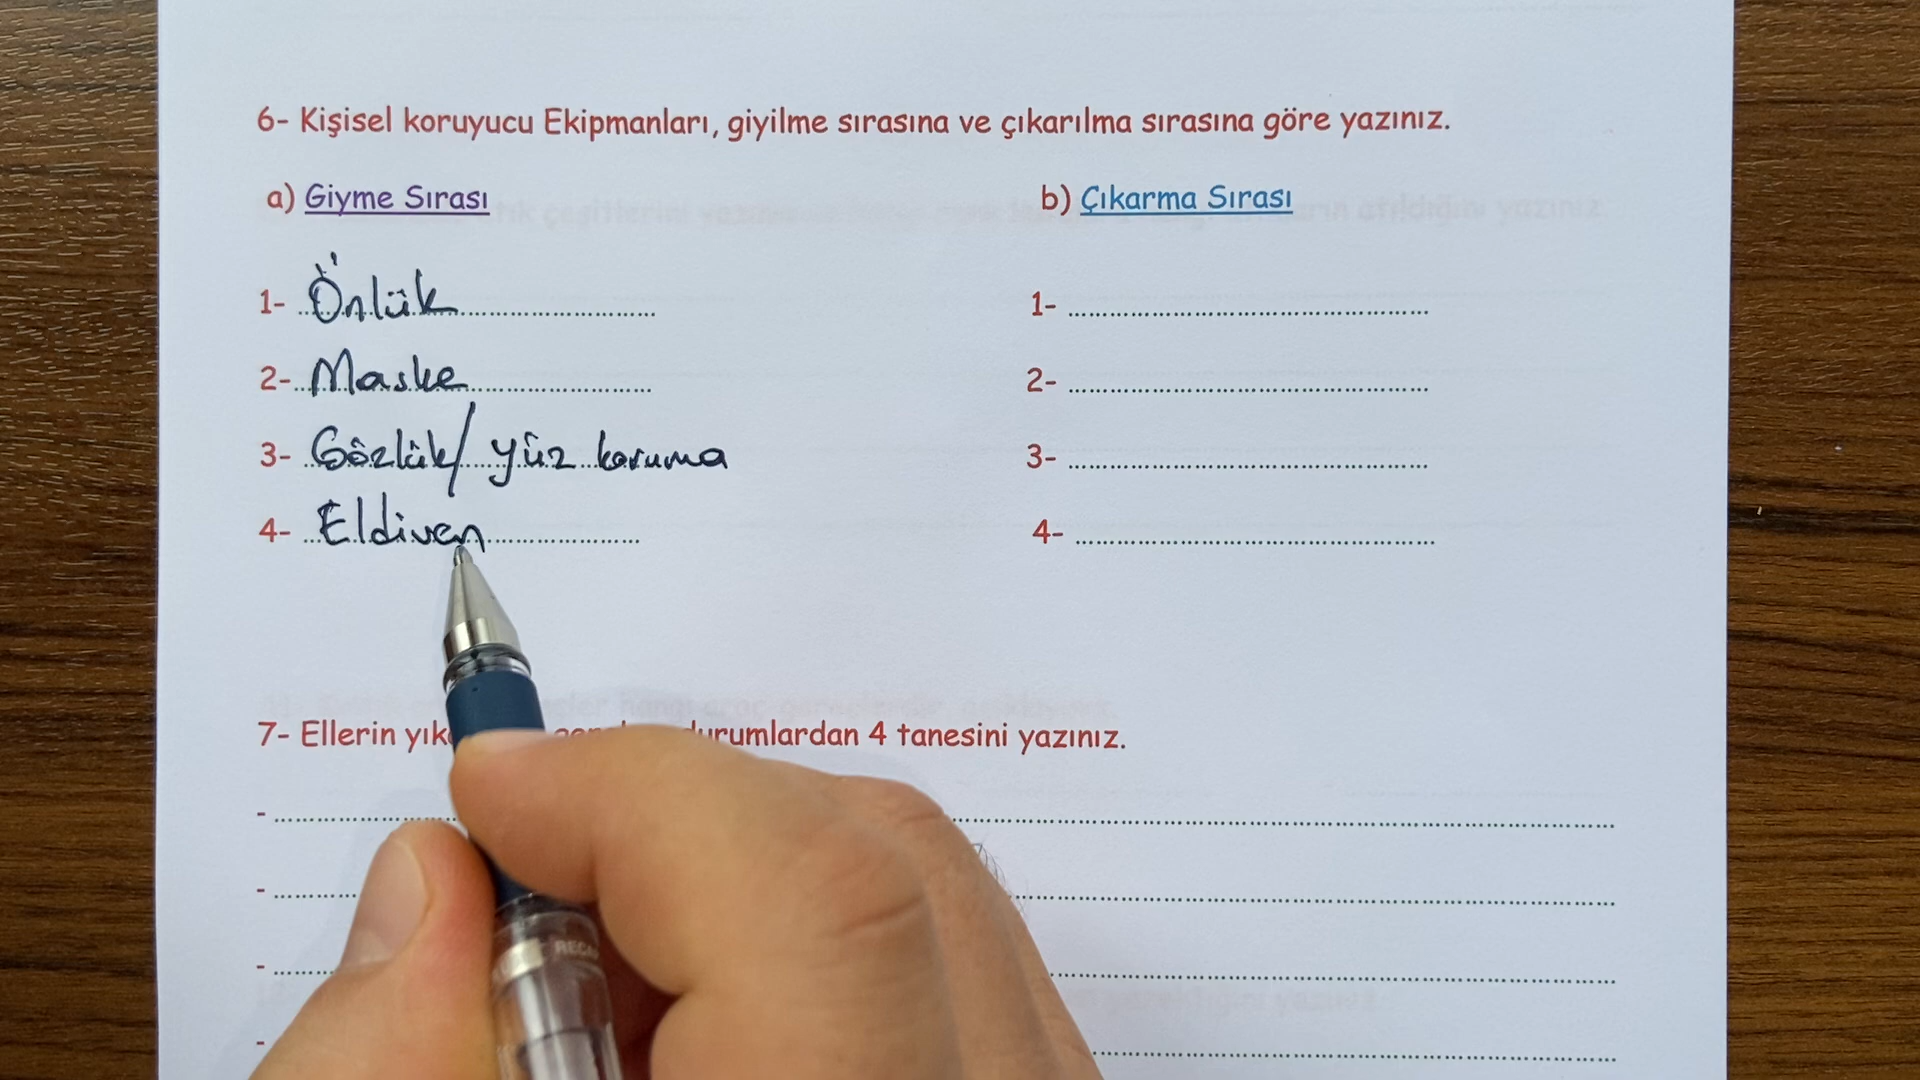 6- Kişisel koruyucu Ekipmanları, giyilme sırasına ve çıkarılma sırasına göre yazınız.
a) Giyme Sırası
b) Çıkarma Sırası
1- Önlük
1-
2- Maske
2-
3- Gözlük/ yüz koruma
3-
4- Eldiven
4-
7- Ellerin durumlardan 4 tanesini yazınız.
-
-
-
-